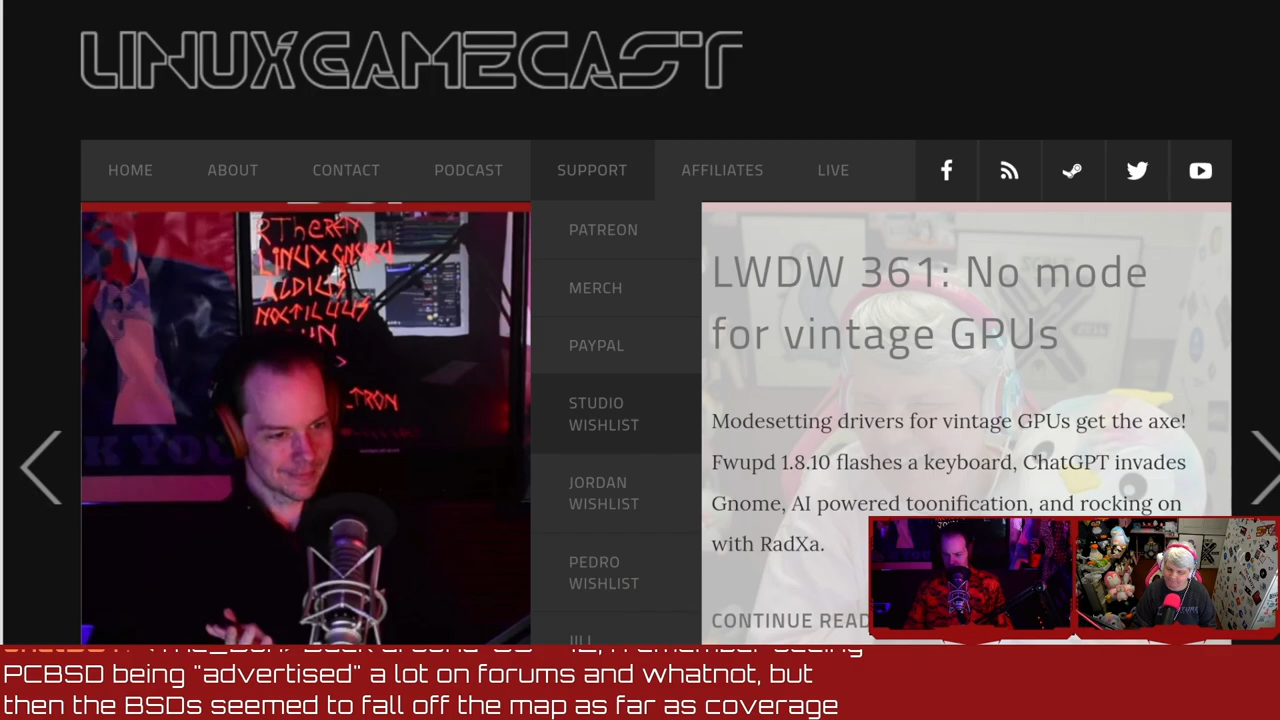 LINUXGAMECAST
HOME ABOUT CONTACT PODCAST SUPPORT AFFILIATES LIVE
PATREON
MERCH
PAYPAL
STUDIO
WISHLIST
JORDAN
WISHLIST
PEDRO
WISHLIST
JILL
LWDW 361: No mode
for vintage GPUs
Modesetting drivers for vintage GPUs get the axe!
Fwupd 1.8.10 flashes a keyboard, ChatGPT invades
Gnome, AI powered toonification, and rocking on
with RadXa.
CONTINUE READ
PCBSD being "advertised" a lot on forums and whatnot, but
then the BSDs seemed to fall off the map as far as coverage